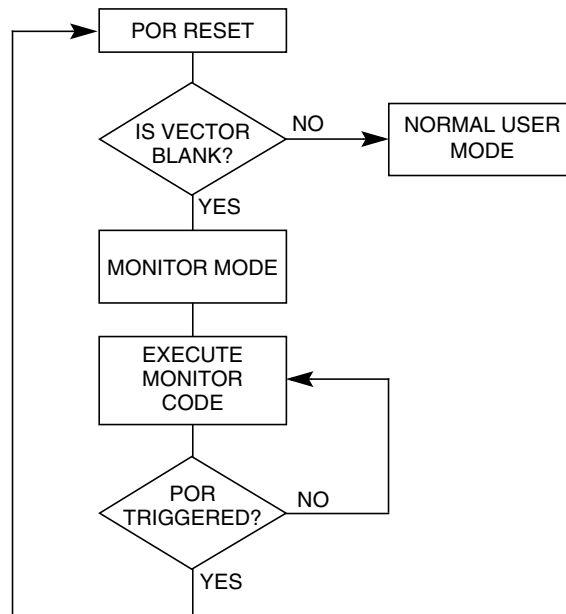 POR RESET
IS VECTOR
BLANK?
NO
NORMAL USER
MODE
YES
MONITOR MODE
EXECUTE
MONITOR
CODE
POR
TRIGGERED?
NO
YES